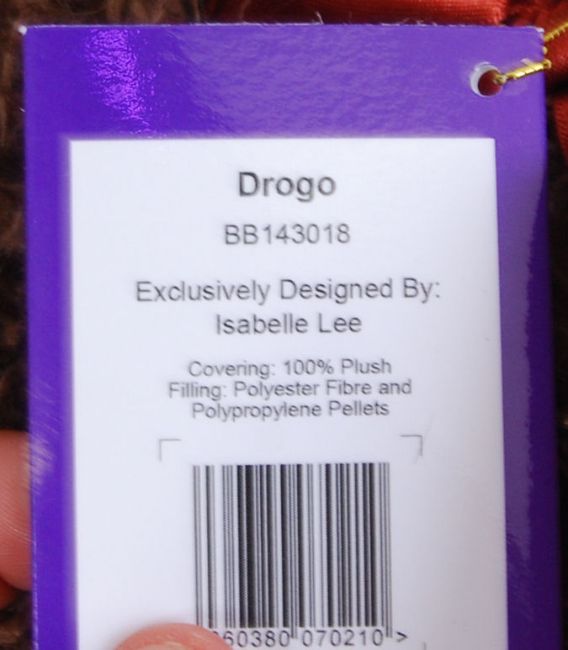 Drogo
BB143018
Exclusively Designed By:
Isabelle Lee
Covering: 100% Plush
Filling: Polyester Fibre and
Polypropylene Pellets
60380 070210 >